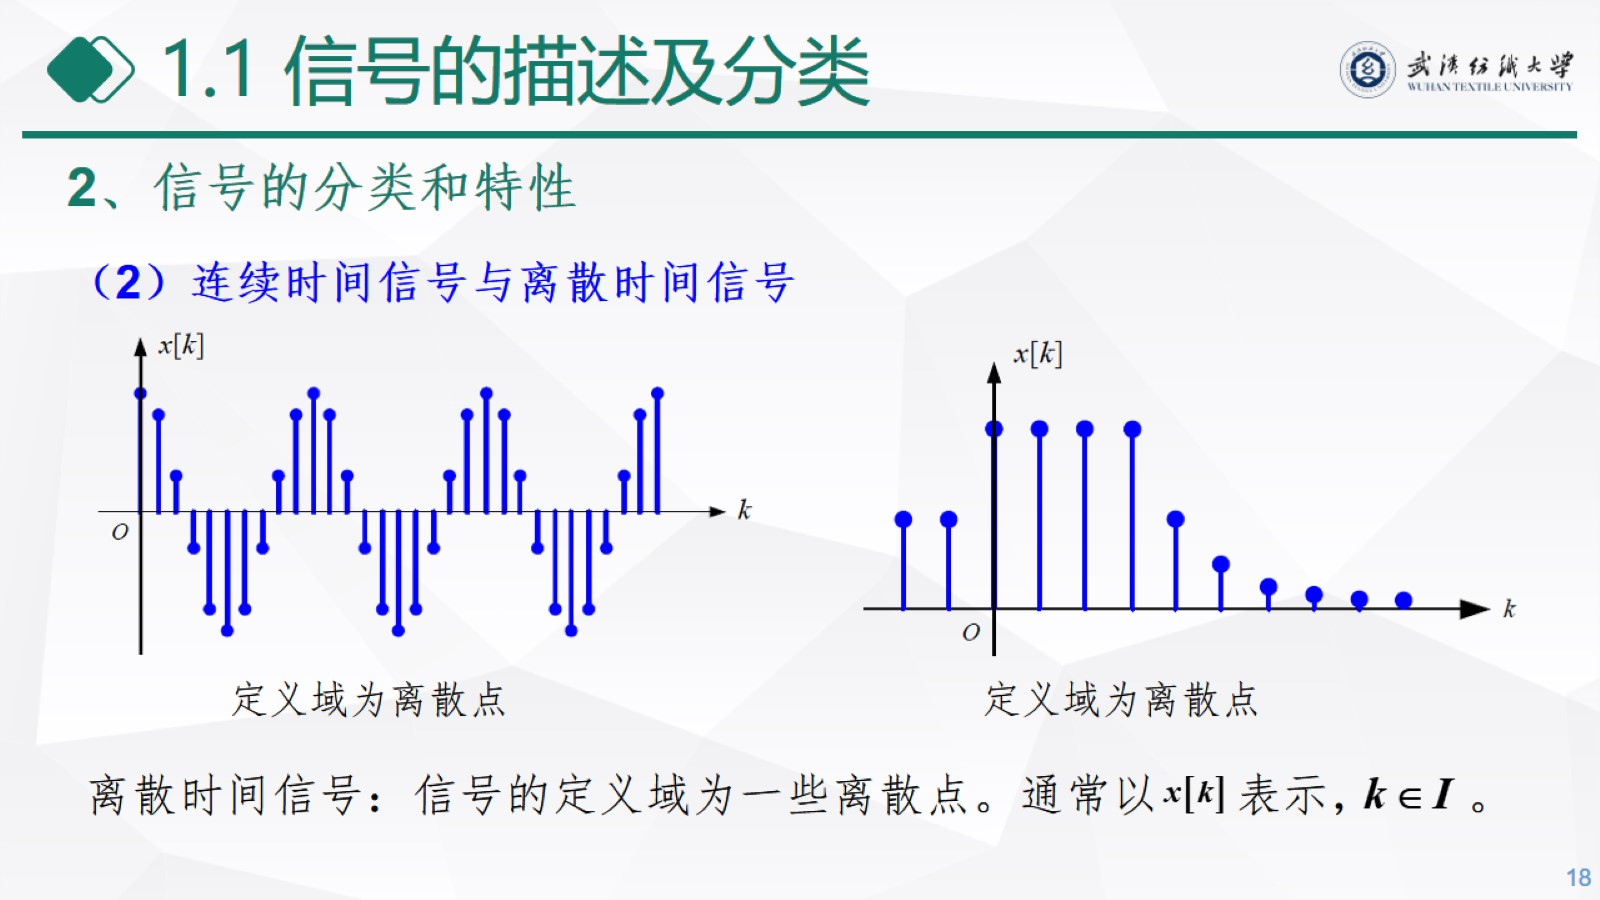 1.1 信号的描述及分类
武汉纺织大学
WUHAN TEXTILE UNIVERSITY
2、信号的分类和特性
（2）连续时间信号与离散时间信号
x[k]
k
O
定义域为离散点
x[k]
k
O
定义域为离散点
离散时间信号：信号的定义域为一些离散点。通常以 x[k] 表示，k∈I 。
18